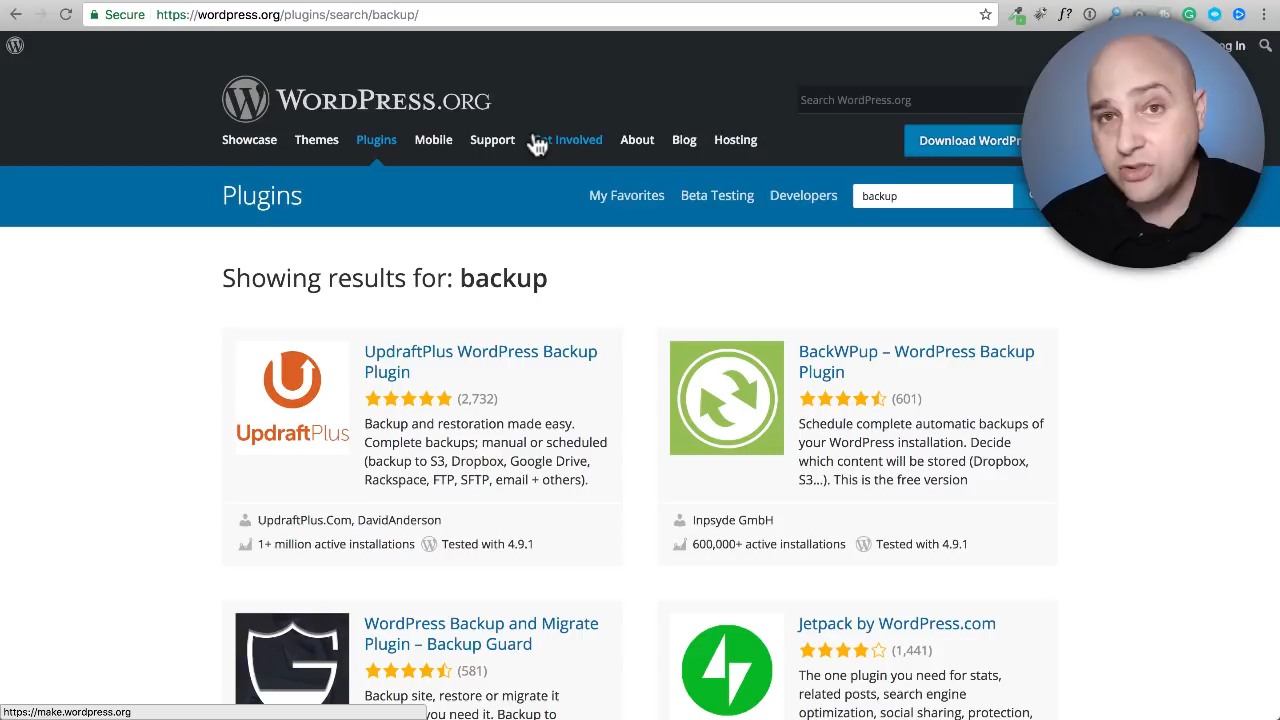 Secure https://wordpress.org/plugins/search/backup/
Log In
WORDPRESS.ORG
Search WordPress.org
Showcase Themes Plugins Mobile Support Get Involved About Blog Hosting
Download WordPr
Plugins
My Favorites Beta Testing Developers backup
Showing results for: backup
UpdraftPlus WordPress Backup
Plugin
(2,732)
Backup and restoration made easy.
Complete backups; manual or scheduled
(backup to S3, Dropbox, Google Drive,
Rackspace, FTP, SFTP, email + others).
UpdraftPlus
UpdraftPlus.Com, DavidAnderson
1+ million active installations Tested with 4.9.1
BackWPup – WordPress Backup
Plugin
(601)
Schedule complete automatic backups of
your WordPress installation. Decide
which content will be stored (Dropbox,
S3...). This is the free version
Inpsyde GmbH
600,000+ active installations Tested with 4.9.1
WordPress Backup and Migrate
Plugin – Backup Guard
(581)
Backup site, restore or migrate it
you need it. Backup to
Jetpack by WordPress.com
(1,441)
The one plugin you need for stats,
related posts, search engine
optimization, social sharing, protection,
https://make.wordpress.org